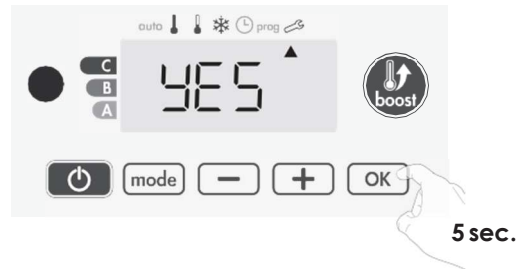 auto prog
C
B
A
YES
boost
mode − + OK
5 sec.